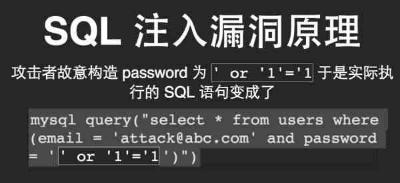 SQL 注入漏洞原理
攻击者故意构造 password 为 ' or '1'='1 于是实际执
行的 SQL 语句变成了
mysql query("select * from users where
(email = 'attack@abc.com' and password
= '' or '1'='1')")